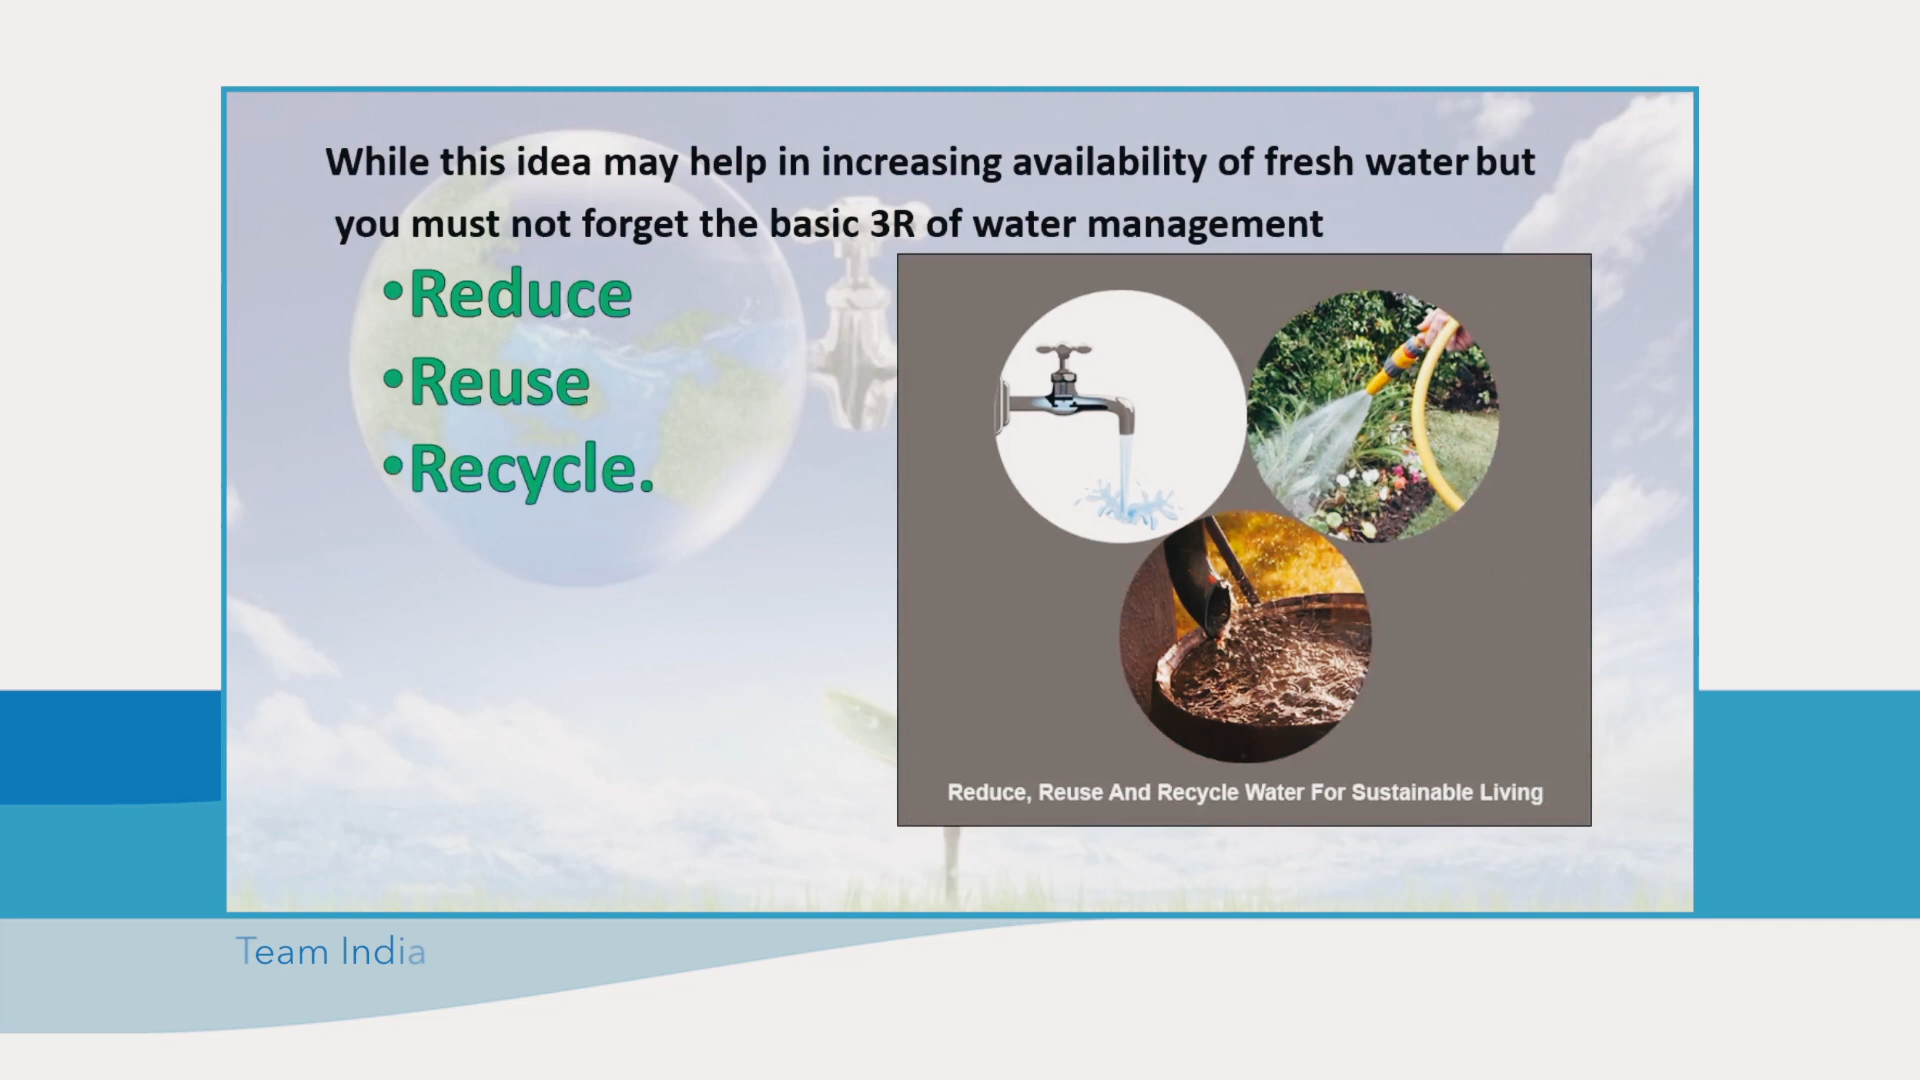 While this idea may help in increasing availability of fresh water but
you must not forget the basic 3R of water management
•Reduce
•Reuse
•Recycle.
Reduce, Reuse And Recycle Water For Sustainable Living
Team India